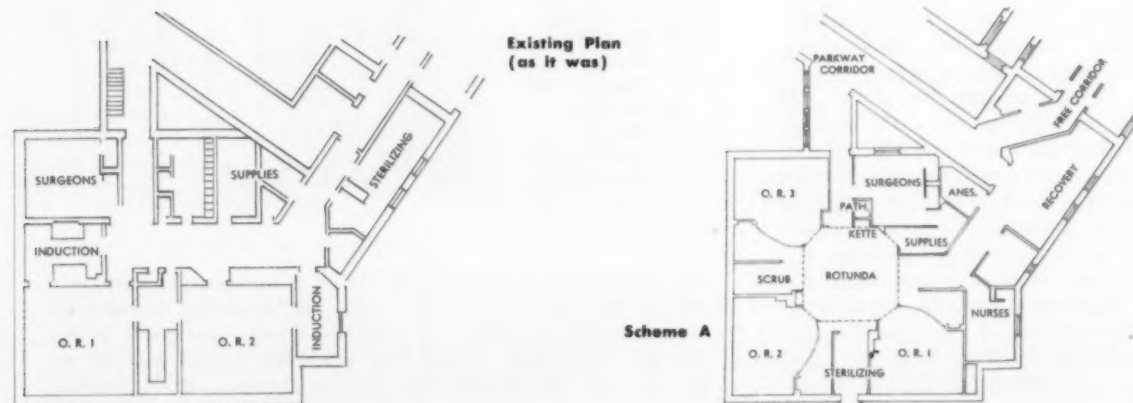 Existing Plan
(as it was)
SURGEONS
SUPPLIES
STERILIZING
INDUCTION
O. R. 1
O. R. 2
INDUCTION
Scheme A
PARKWAY
CORRIDOR
FREE CORRIDOR
O. R. 3
SURGEONS
ANES.
RECOVERY
PATH.
KETTE
SUPPLIES
SCRUB
ROTUNDA
NURSES
O. R. 2
STERILIZING
O. R. 1